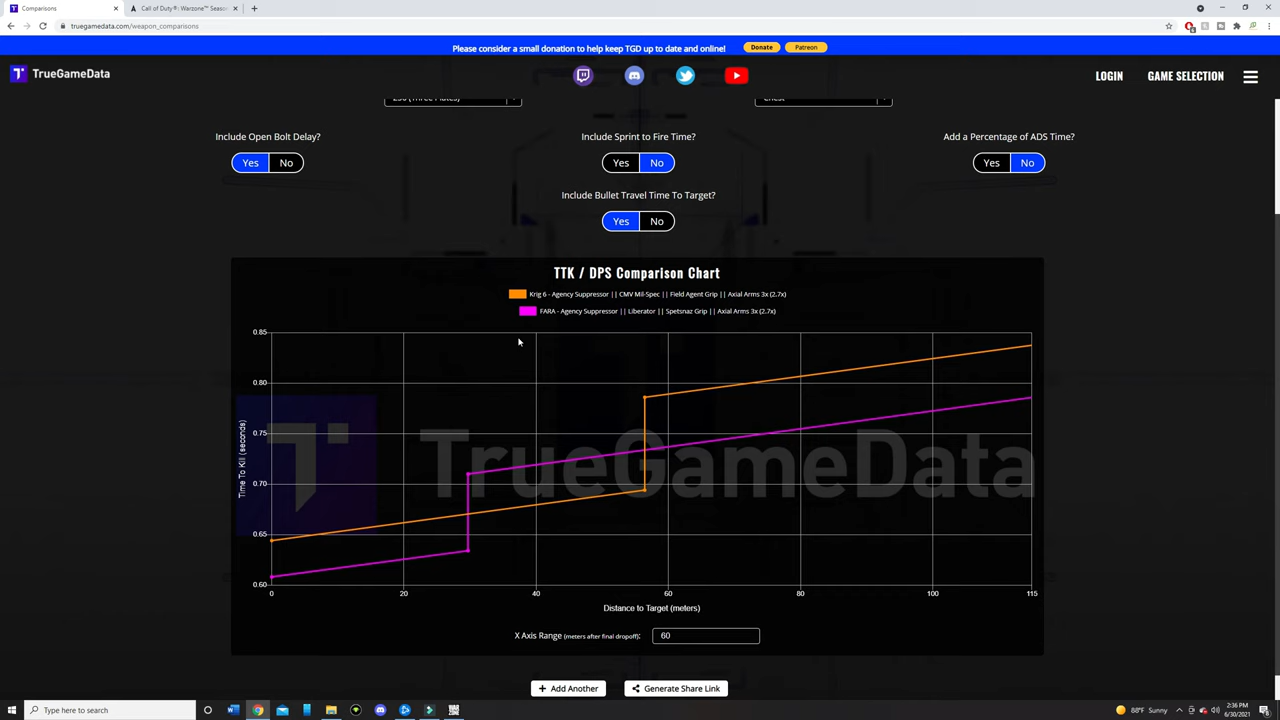 Comparisons
Call of Duty®: Warzone™ Seaso
truegamedata.com/weapon_comparisons
Please consider a small donation to help keep TGD up to date and online! Donate Patreon
TrueGameData
LOGIN GAME SELECTION
250 (Three Plates) Chest
Include Open Bolt Delay? Include Sprint to Fire Time? Add a Percentage of ADS Time?
Yes No Yes No Yes No
Include Bullet Travel Time To Target?
Yes No
TTK / DPS Comparison Chart
Krig 6 - Agency Suppressor || CMV Mil-Spec || Field Agent Grip || Axial Arms 3x (2.7x)
FARA - Agency Suppressor || Liberator || Spetsnaz Grip || Axial Arms 3x (2.7x)
0.85
0.80
0.75
0.70
0.65
0.60
Time To Kill (seconds)
TrueGameData
0 20 40 60 80 100 115
Distance to Target (meters)
X Axis Range (meters after final dropoff): 60
+ Add Another Generate Share Link
Type here to search
88°F Sunny
2:36 PM
6/30/2021